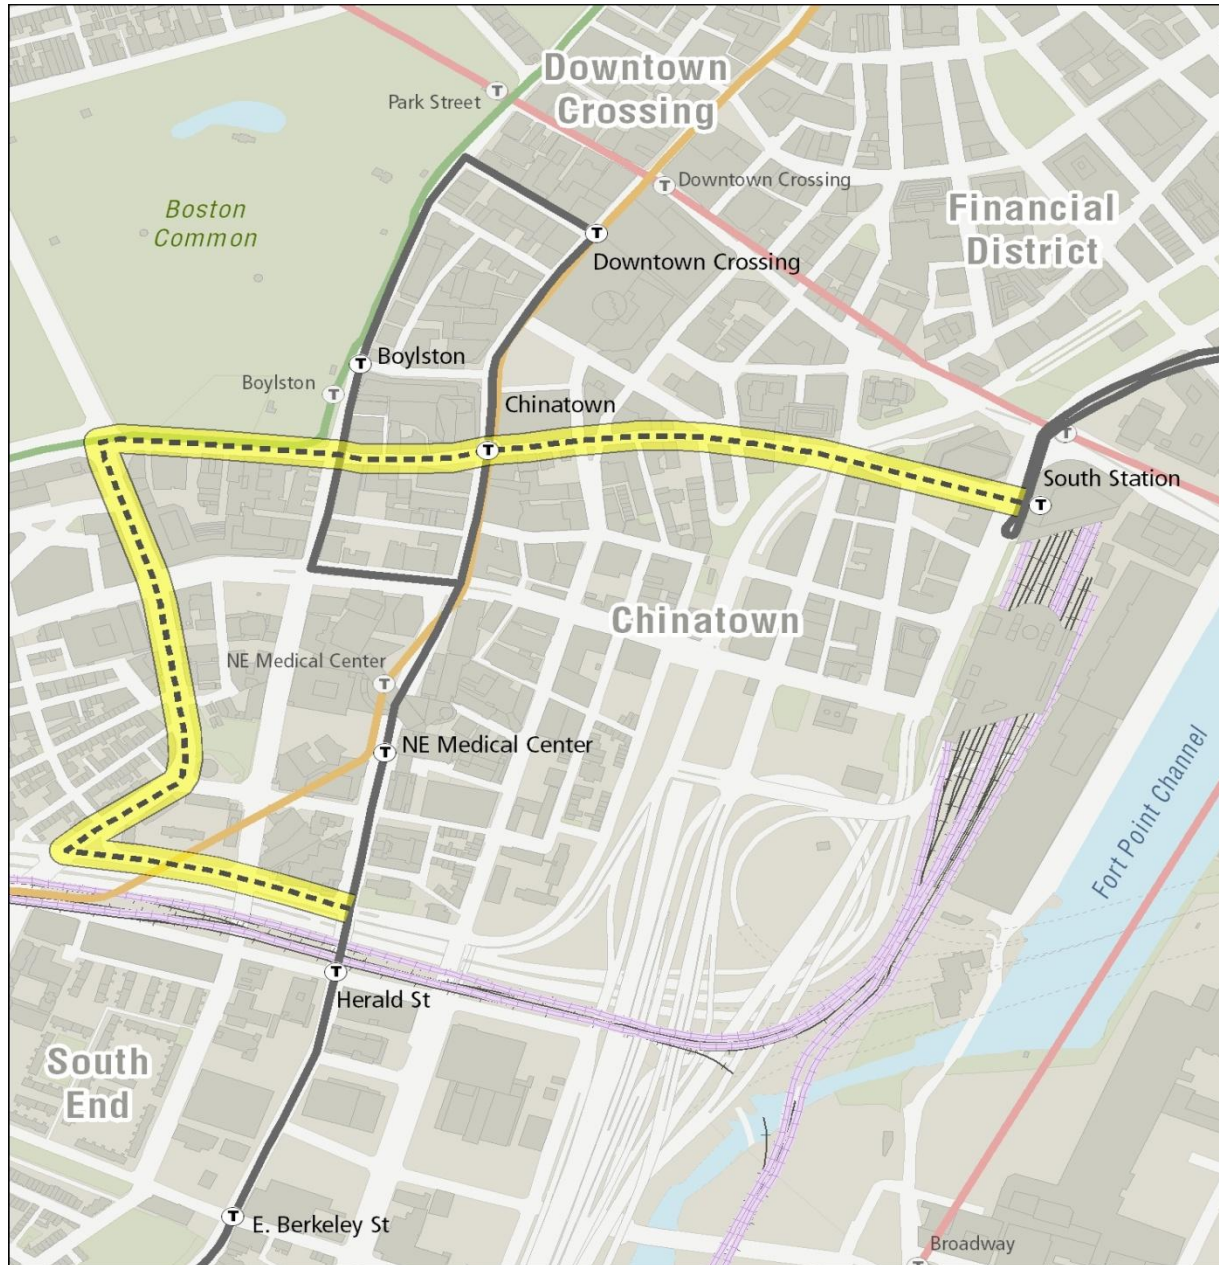 Downtown
Crossing
Park Street
Downtown Crossing
Boston
Common
Financial
District
Downtown Crossing
Boylston
Boylston
Chinatown
South Station
Chinatown
NE Medical Center
NE Medical Center
Fort Point Channel
Herald St
South
End
E. Berkeley St
Broadway
T
T
T
T
T
T
T
T
T
T
T
T
T